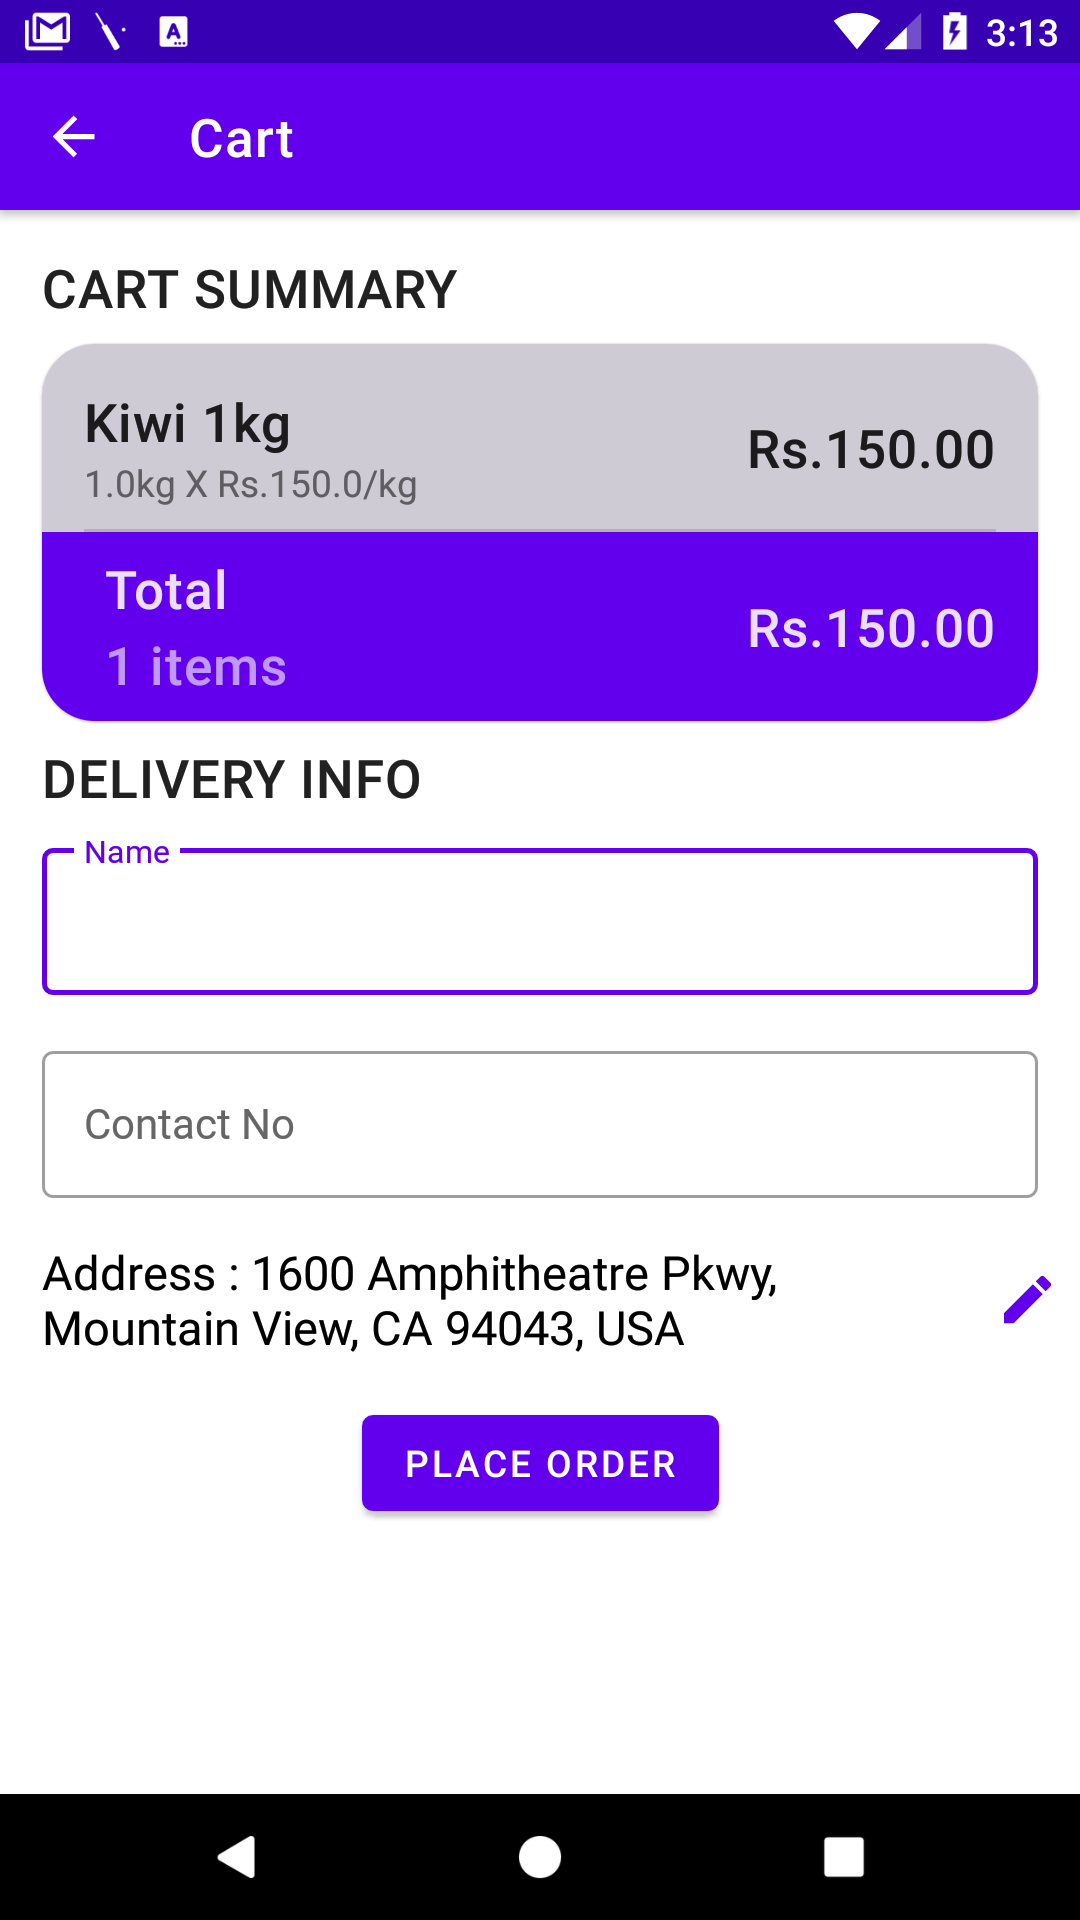 3:13
Cart
CART SUMMARY
Kiwi 1kg
Rs.150.00
1.0kg X Rs.150.0/kg
Total
Rs.150.00
1 items
DELIVERY INFO
Name
Contact No
Address : 1600 Amphitheatre Pkwy,
Mountain View, CA 94043, USA
PLACE ORDER